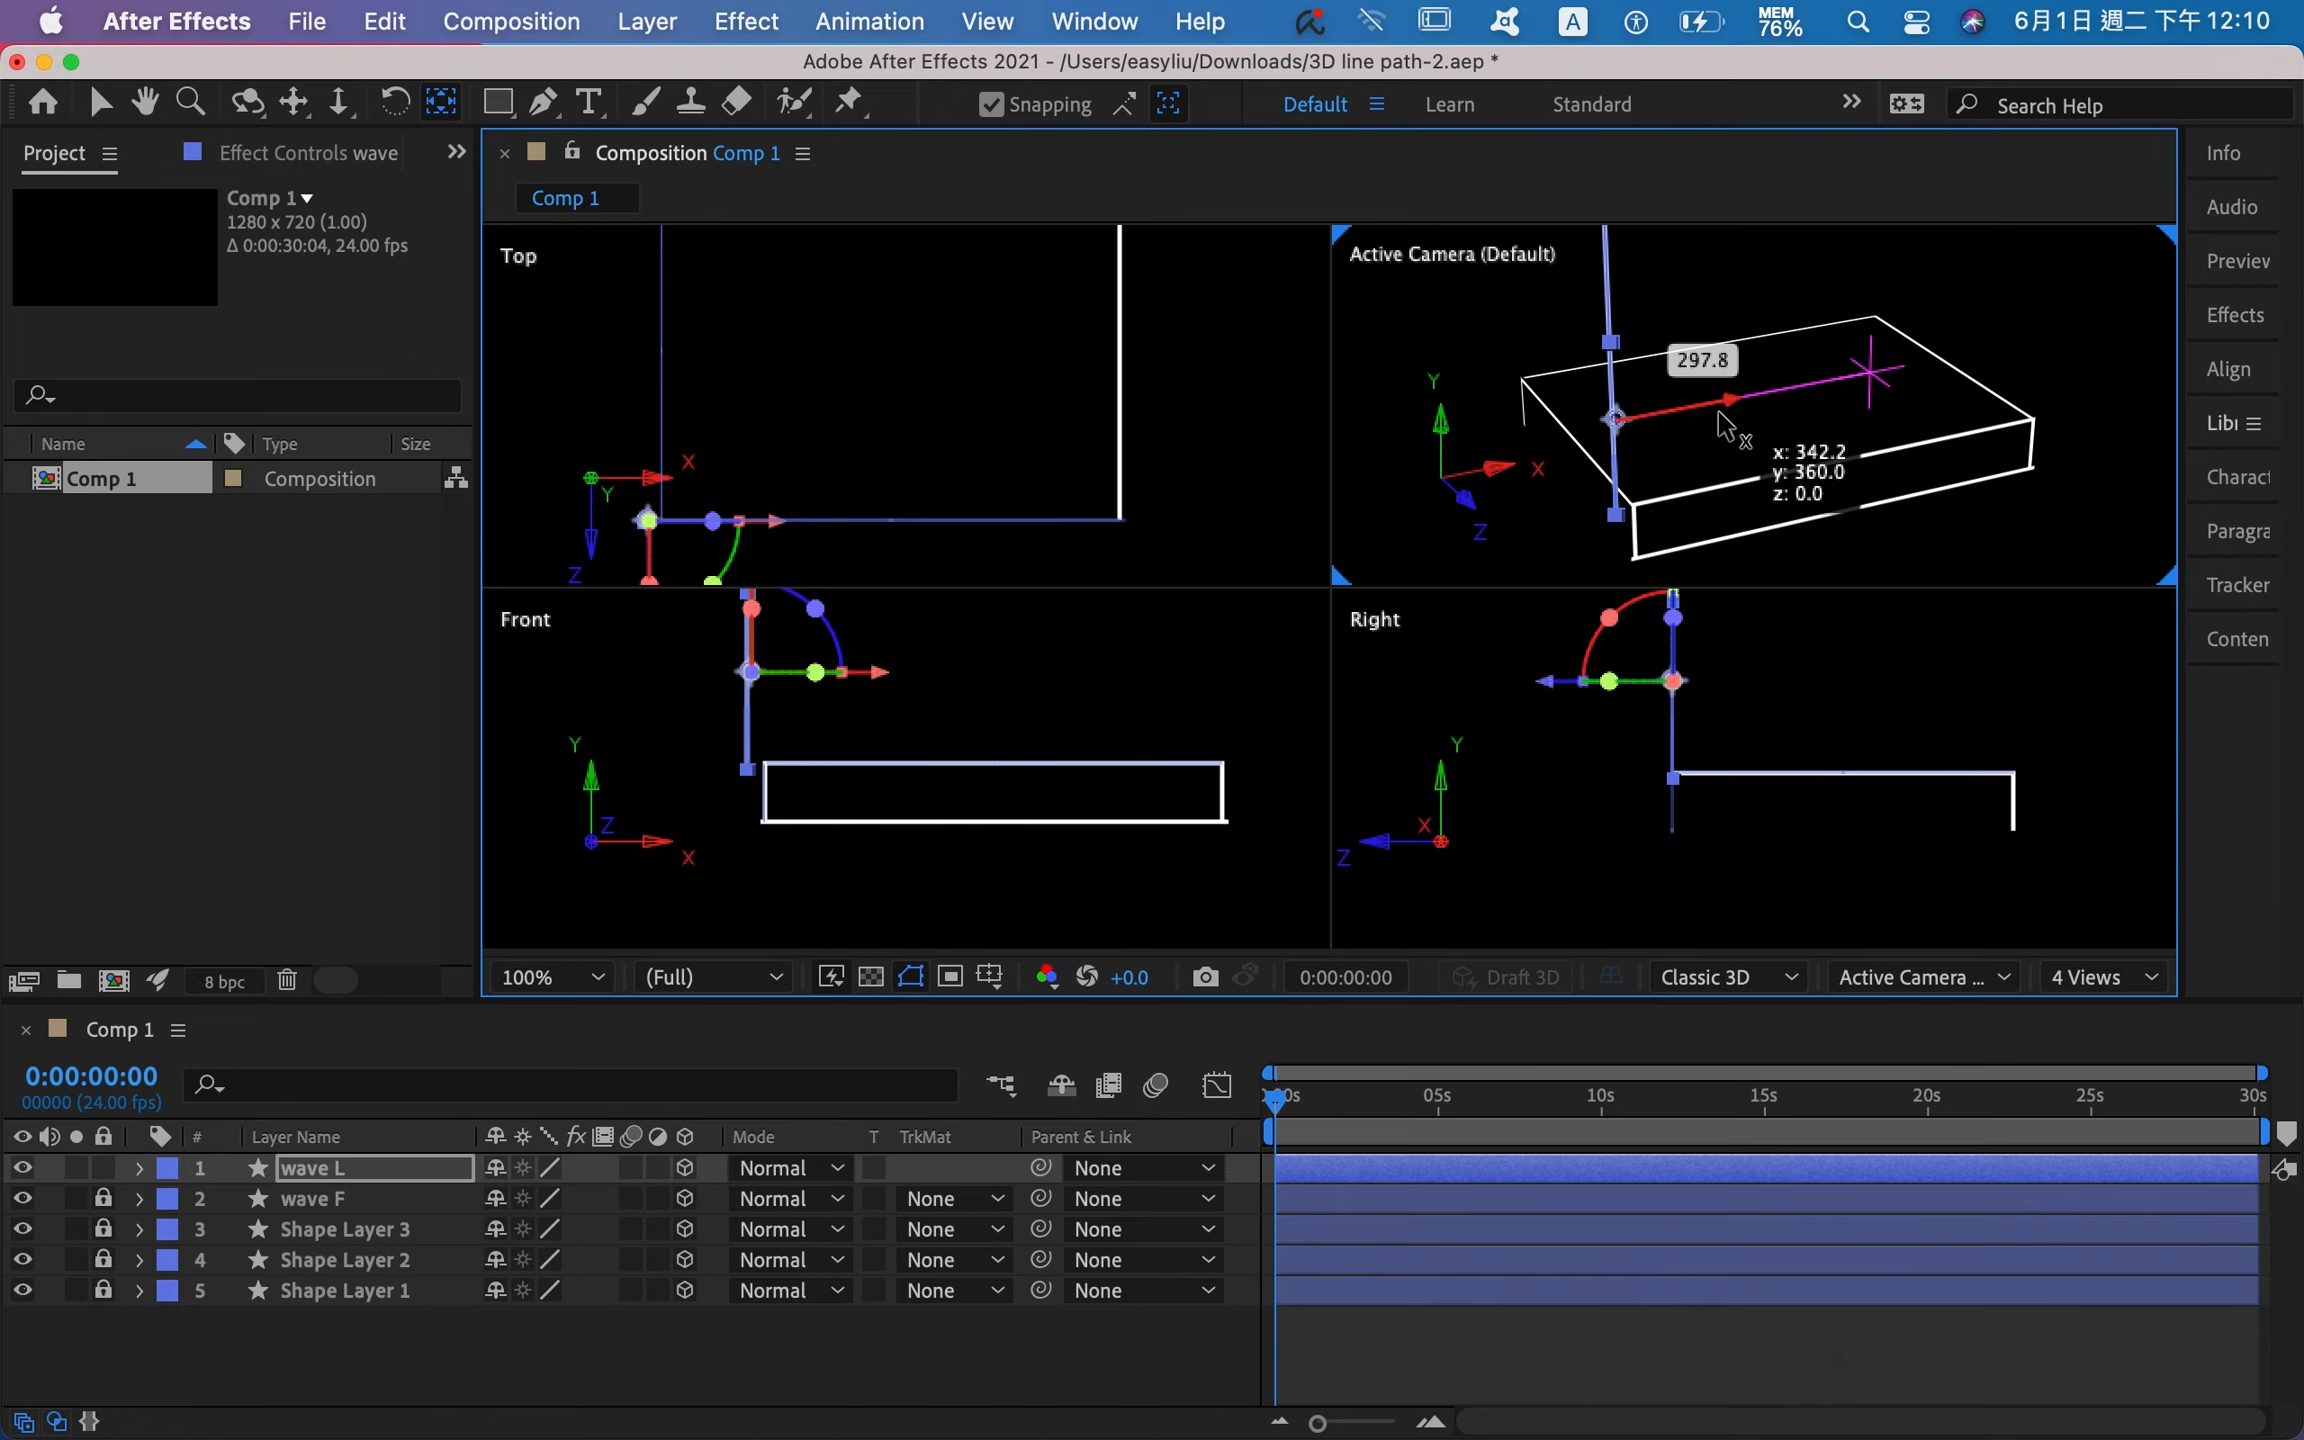 After Effects File Edit Composition Layer Effect Animation View Window Help A MEM 76% 6月1日 週二 下午 12:10
Adobe After Effects 2021 - /Users/easyliu/Downloads/3D line path-2.aep *
T Snapping Default Learn Standard Search Help
Project Effect Controls wave
Comp 1
1280 x 720 (1.00)
Δ 0:00:30:04, 24.00 fps
Name Type Size
Comp 1 Composition
8 bpc
Composition Comp 1
Comp 1
Top
X
Y
Z
Active Camera (Default)
297.8
Y
X
Z
X
x: 342.2
y: 360.0
z: 0.0
Front
Y
Z
X
Right
Y
X
Z
100% (Full) +0.0 0:00:00:00 Draft 3D Classic 3D Active Camera ... 4 Views
Info
Audio
Preview
Effects
Align
Libr
Charact
Paragra
Tracker
Conten
Comp 1
0:00:00:00
00000 (24.00 fps)
:00s 05s 10s 15s 20s 25s 30s
# Layer Name fx Mode T TrkMat Parent & Link
1 wave L Normal None
2 wave F Normal None None
3 Shape Layer 3 Normal None None
4 Shape Layer 2 Normal None None
5 Shape Layer 1 Normal None None